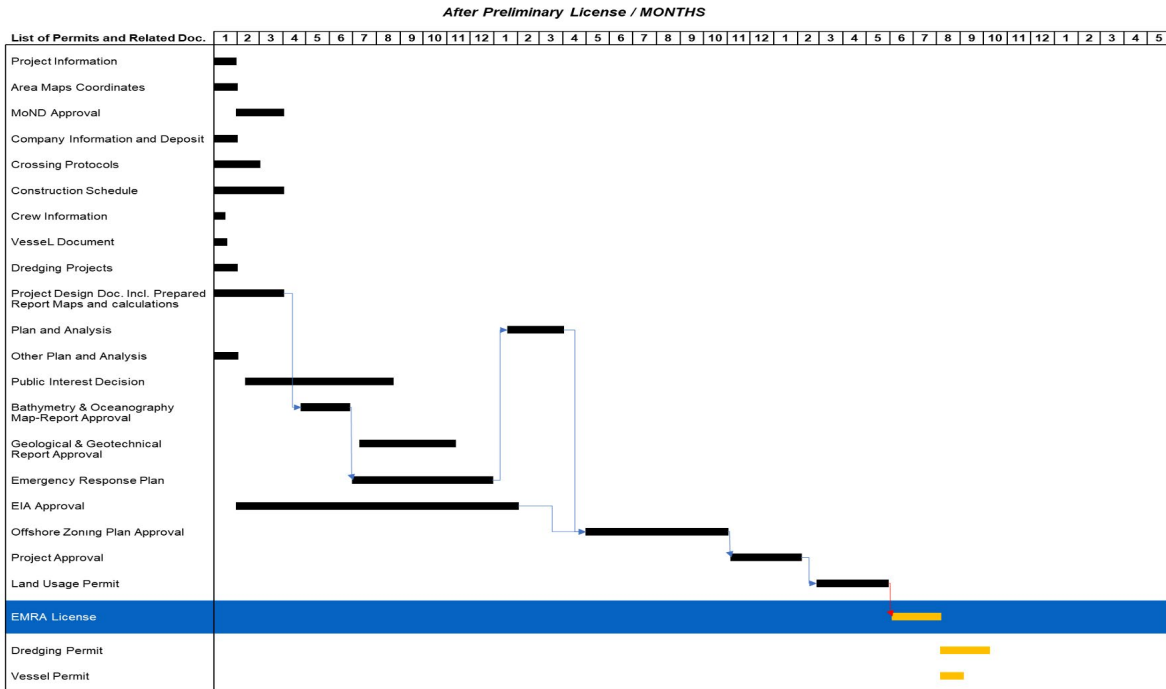 After Preliminary License / MONTHS
List of Permits and Related Doc. 1 2 3 4 5 6 7 8 9 10 11 12 1 2 3 4 5 6 7 8 9 10 11 12 1 2 3 4 5 6 7 8 9 10 11 12 1 2 3 4 5
Project Information
Area Maps Coordinates
MoND Approval
Company Information and Deposit
Crossing Protocols
Construction Schedule
Crew Information
VesseL Document
Dredging Projects
Project Design Doc. Incl. Prepared
Report Maps and calculations
Plan and Analysis
Other Plan and Analysis
Public Interest Decision
Bathymetry & Oceanography
Map-Report Approval
Geological & Geotechnical
Report Approval
Emergency Response Plan
EIA Approval
Offshore Zoning Plan Approval
Project Approval
Land Usage Permit
EMRA License
Dredging Permit
Vessel Permit